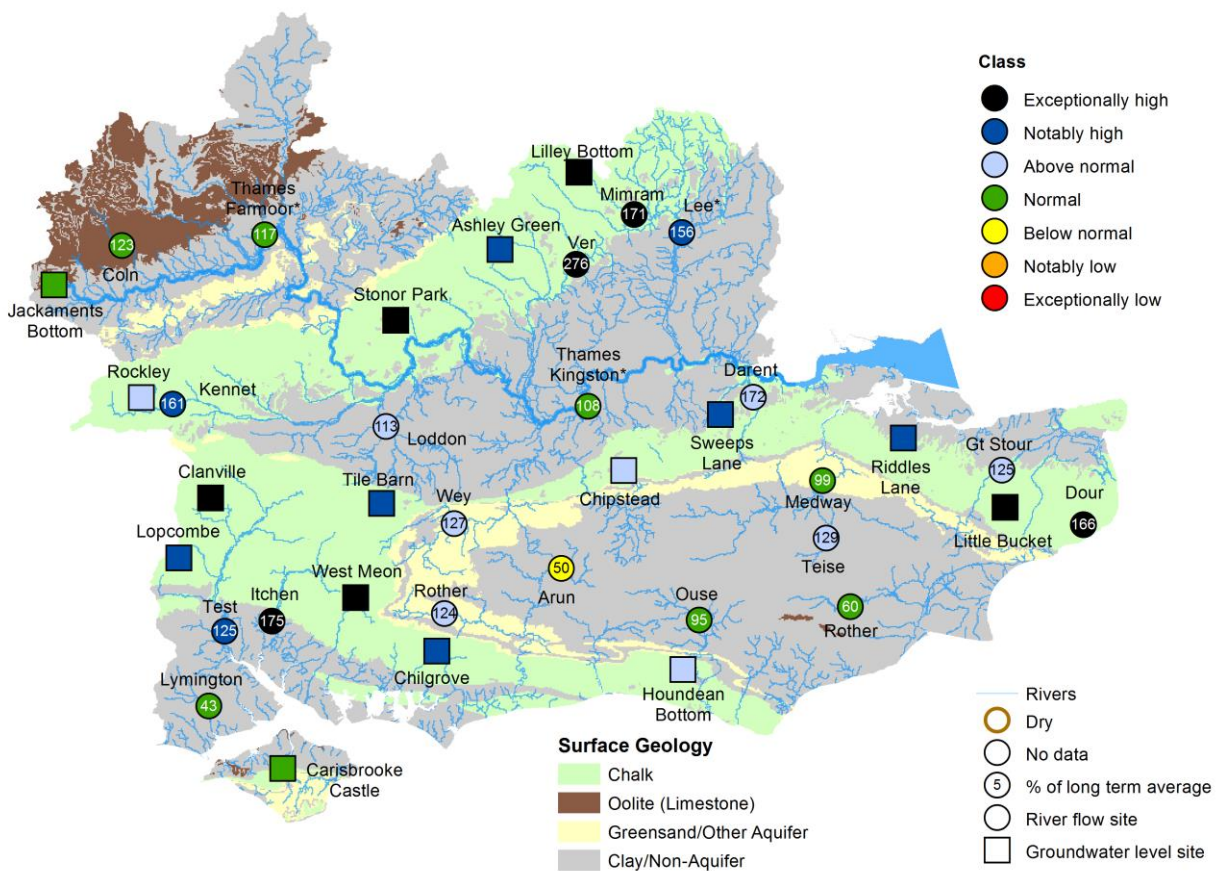 Class
Exceptionally high
Notably high
Above normal
Normal
Below normal
Notably low
Exceptionally low
Lilley Bottom
Mimram
171
Lee*
156
Thames
Farmoor*
117
Ashley Green
Ver
276
123
Coln
Jackaments
Bottom
Stonor Park
Rockley
161
Kennet
Thames
Kingston*
108
Darent
172
113
Loddon
Sweeps
Lane
Riddles
Lane
Gt Stour
125
Chipstead
Clanville
Tile Barn
Wey
127
99
Medway
Dour
166
Little Bucket
129
Teise
Lopcombe
50
Arun
West Meon
Itchen
175
Test
125
Rother
124
Ouse
95
60
Rother
Chilgrove
Houndean
Bottom
Lymington
43
Carisbrooke
Castle
Surface Geology
Chalk
Oolite (Limestone)
Greensand/Other Aquifer
Clay/Non-Aquifer
Rivers
Dry
No data
5
% of long term average
River flow site
Groundwater level site